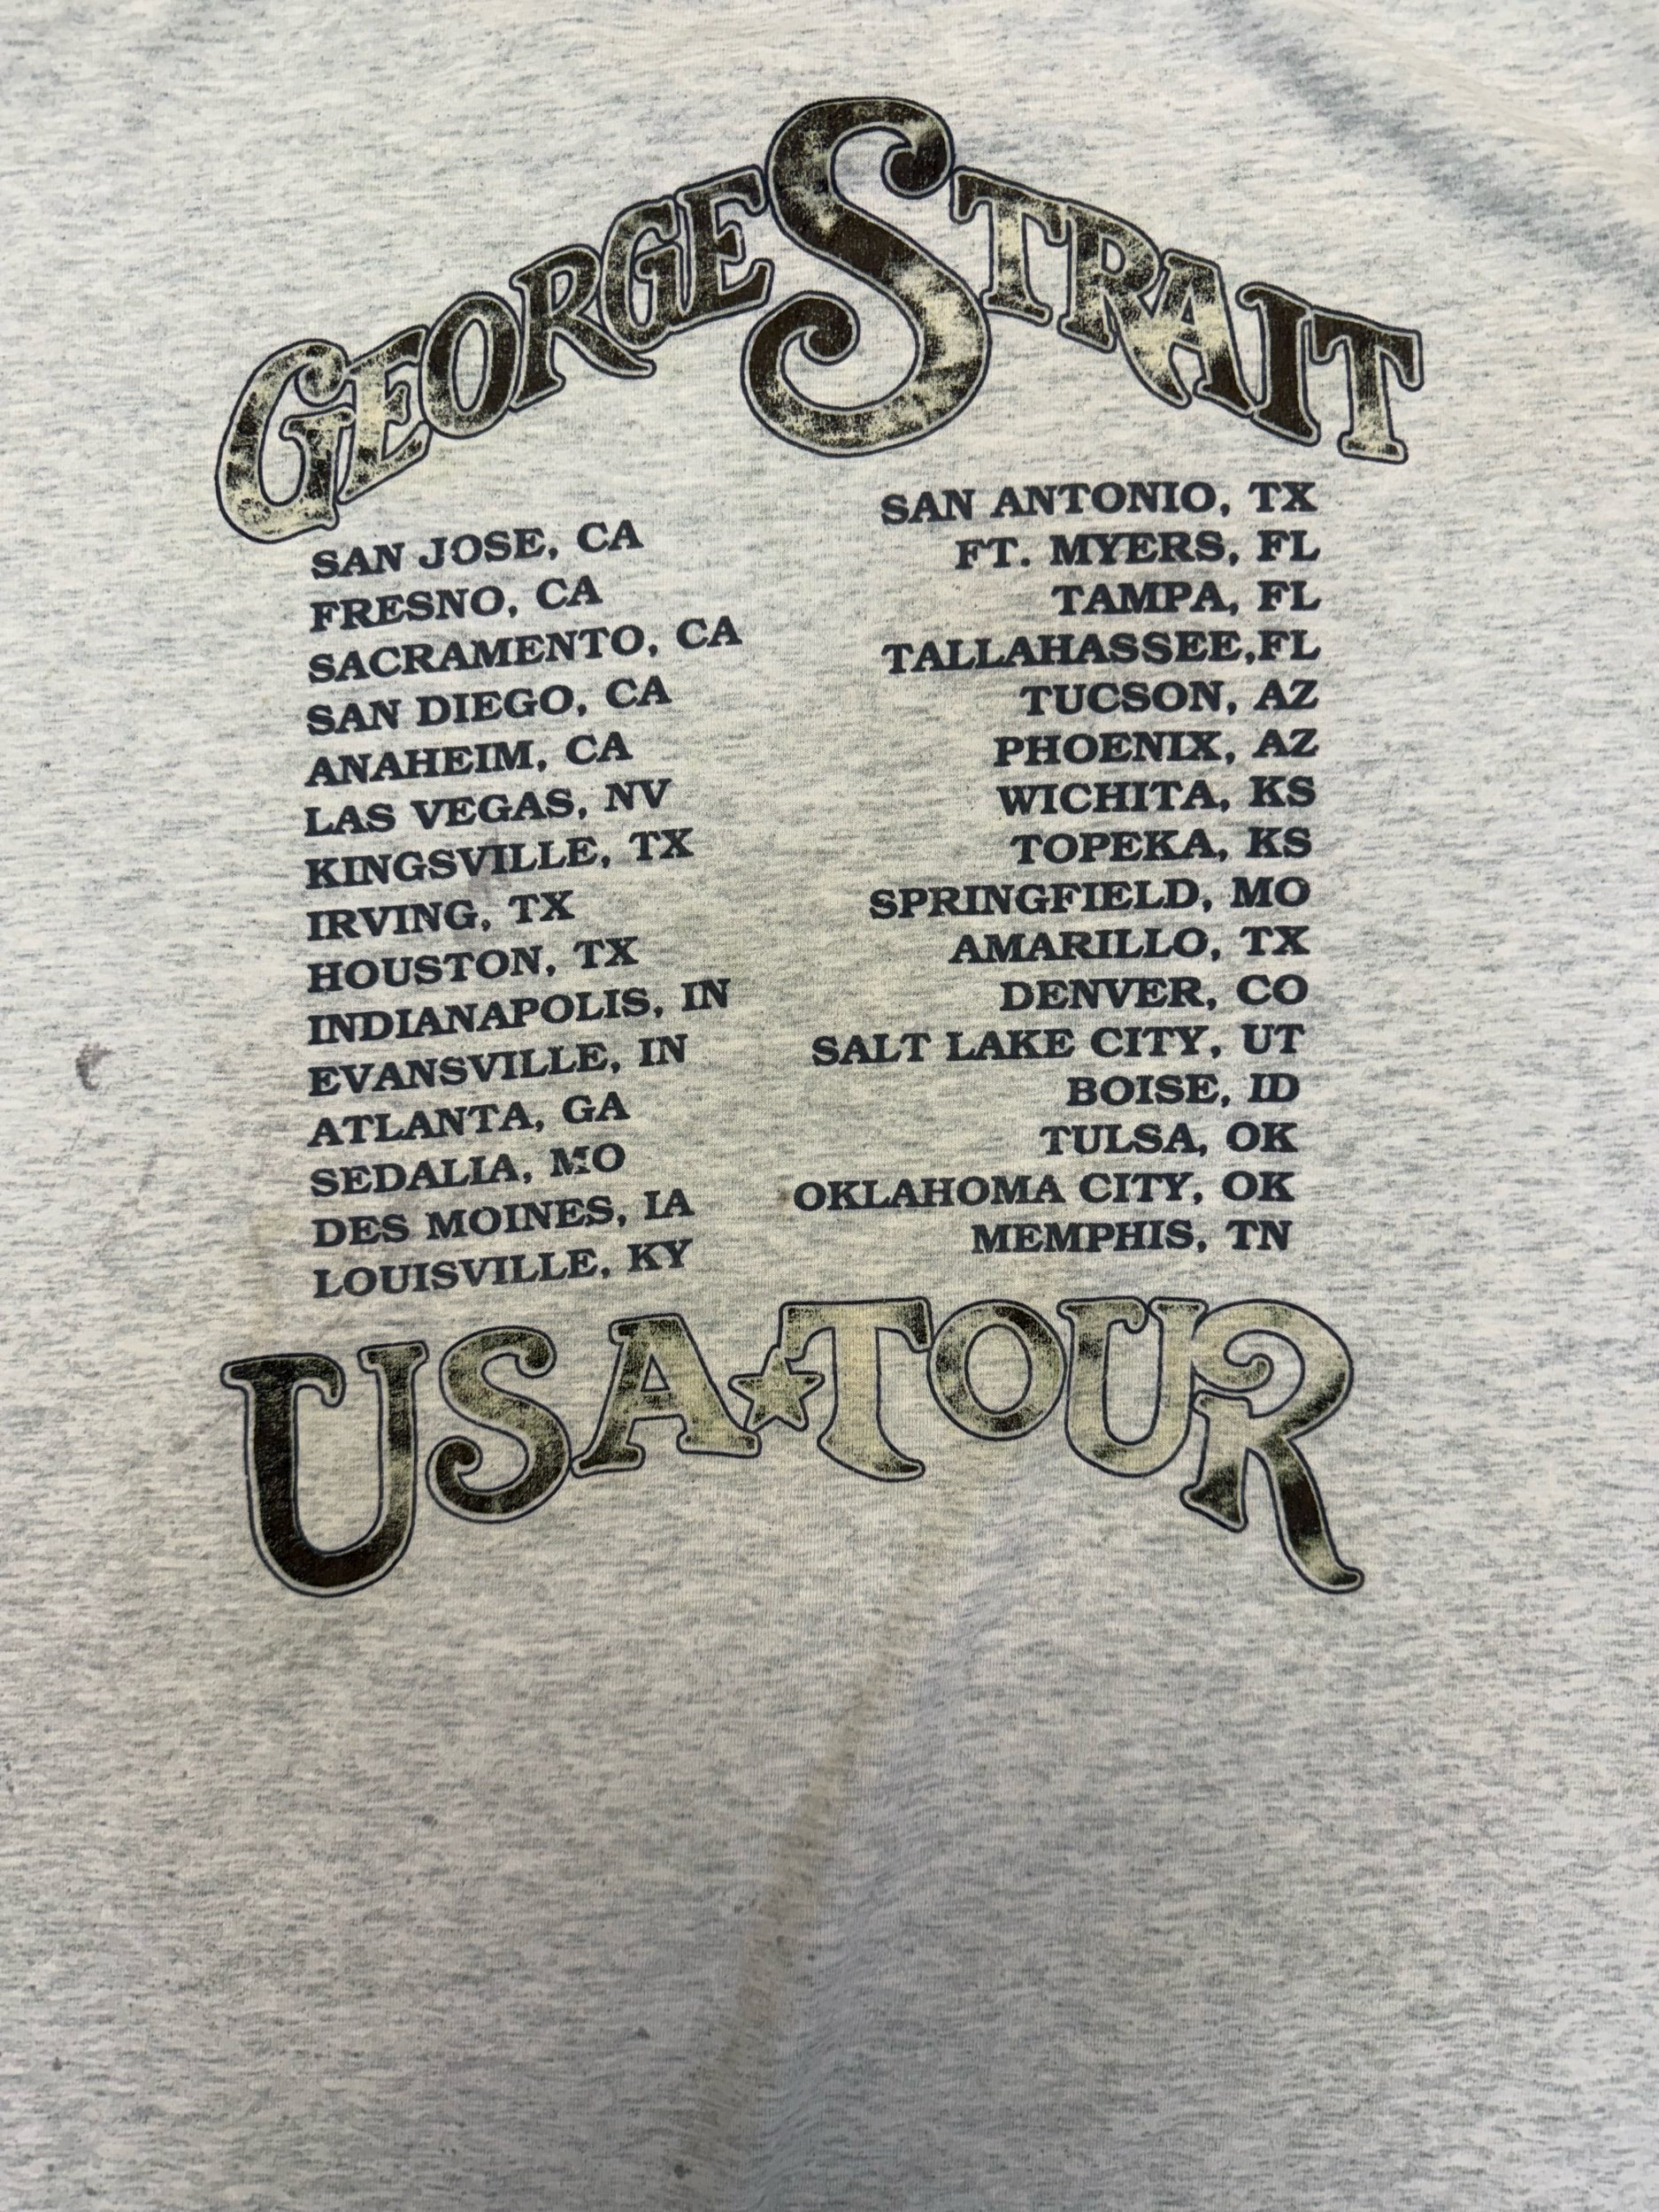 GEORGE STRAIT
SAN JOSE, CA
FRESNO, CA
SACRAMENTO, CA
SAN DIEGO, CA
ANAHEIM, CA
LAS VEGAS, NV
KINGSVILLE, TX
IRVING, TX
HOUSTON, TX
INDIANAPOLIS, IN
EVANSVILLE, IN
ATLANTA, GA
SEDALIA, MO
DES MOINES, IA
LOUISVILLE, KY
SAN ANTONIO, TX
FT. MYERS, FL
TAMPA, FL
TALLAHASSEE,FL
TUCSON, AZ
PHOENIX, AZ
WICHITA, KS
TOPEKA, KS
SPRINGFIELD, MO
AMARILLO, TX
DENVER, CO
SALT LAKE CITY, UT
BOISE, ID
TULSA, OK
OKLAHOMA CITY, OK
MEMPHIS, TN
USA★TOUR